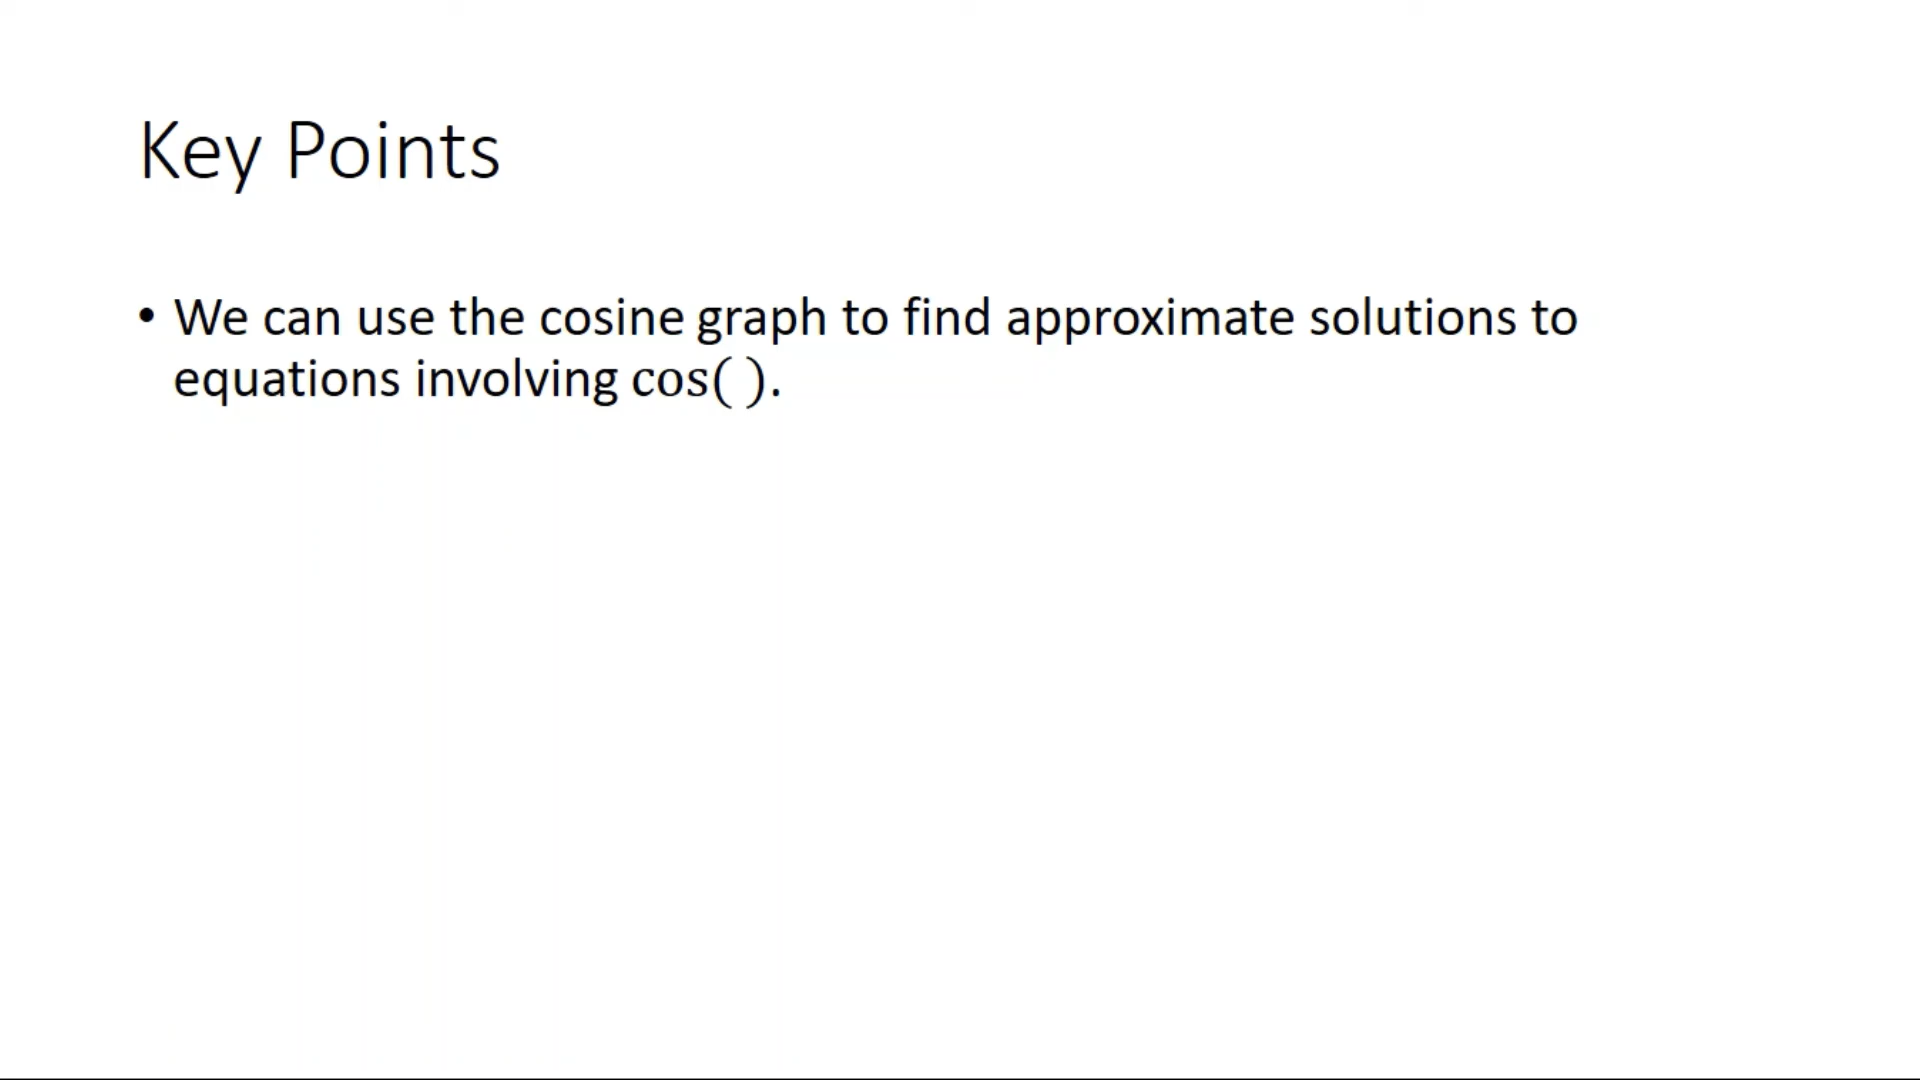 Key Points
• We can use the cosine graph to find approximate solutions to
equations involving cos( ).